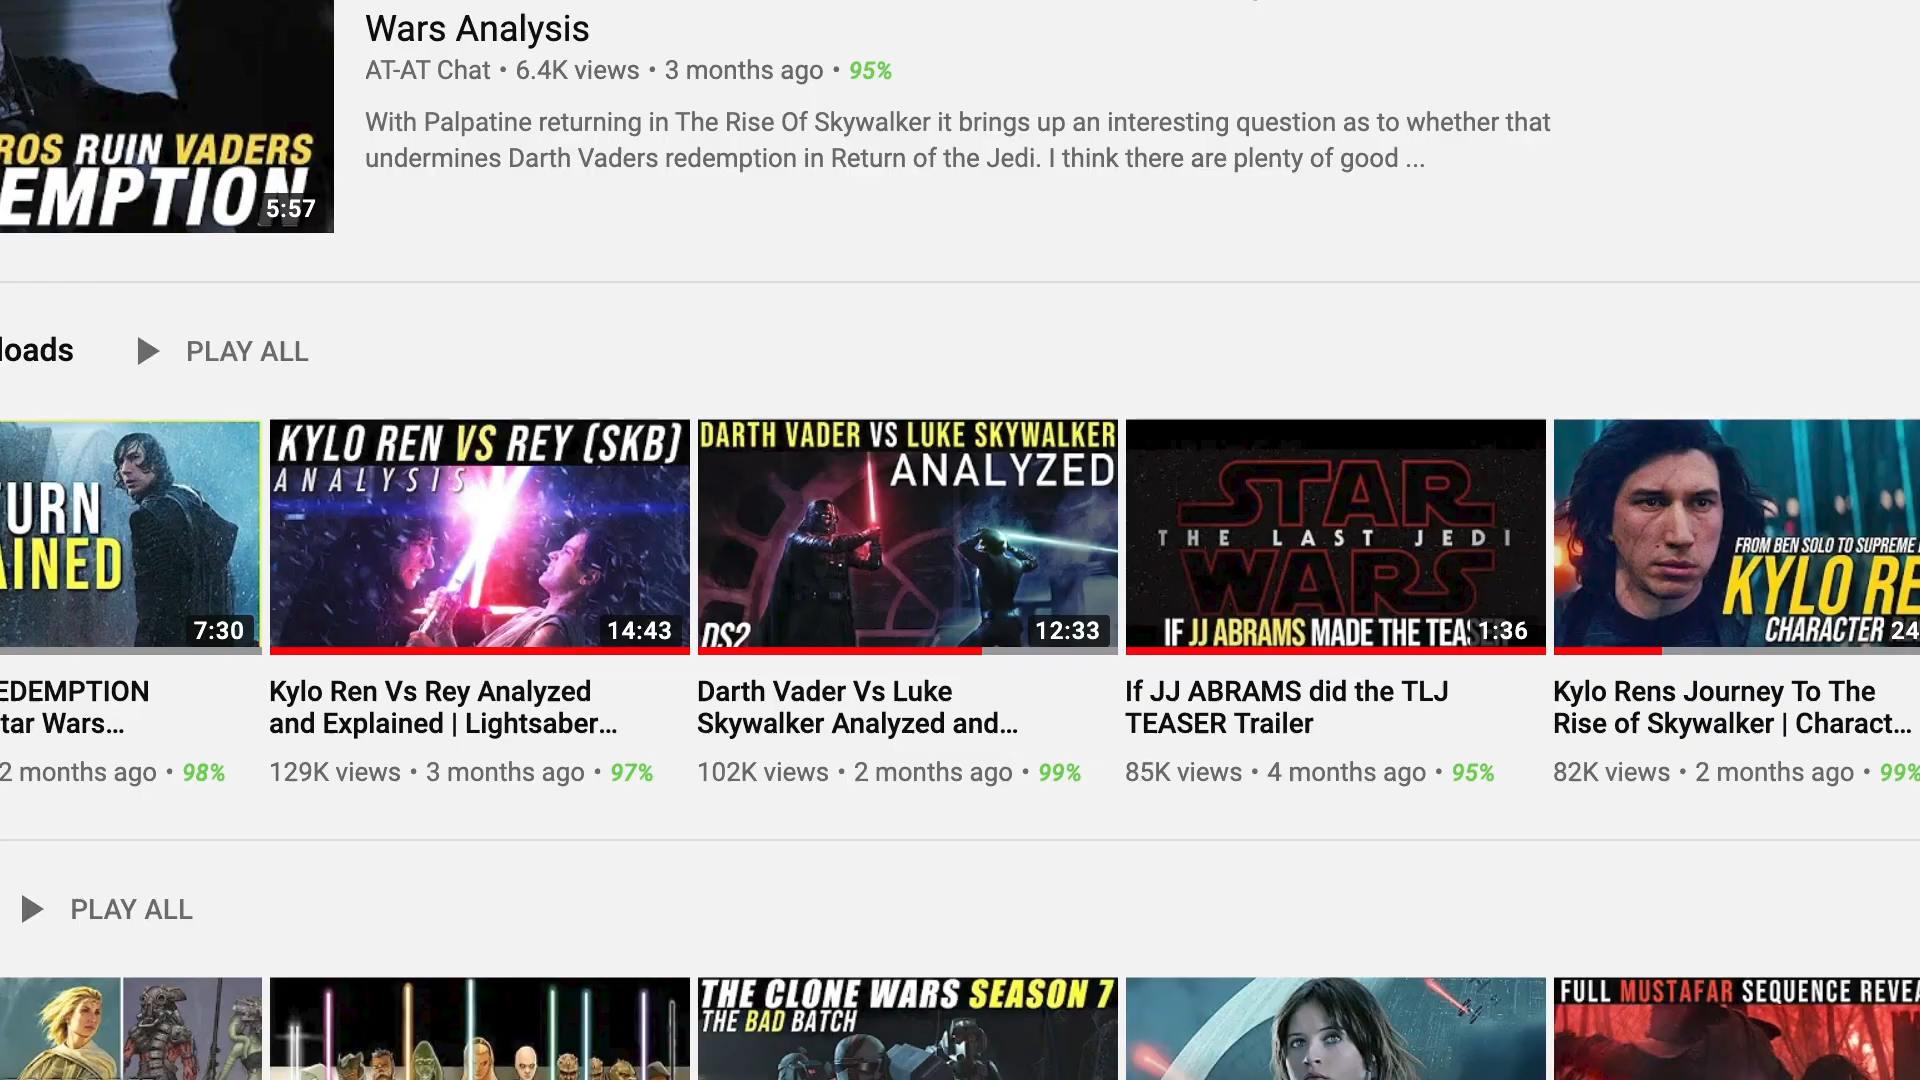 Wars Analysis
AT-AT Chat • 6.4K views • 3 months ago • 95%
With Palpatine returning in The Rise Of Skywalker it brings up an interesting question as to whether that
undermines Darth Vaders redemption in Return of the Jedi. I think there are plenty of good ...
ROS RUIN VADERS
EMPTION
5:57
loads
PLAY ALL
URN
AINED
7:30
EDEMPTION
tar Wars...
2 months ago • 98%
KYLO REN VS REY (SKB)
ANALYSIS
14:43
Kylo Ren Vs Rey Analyzed
and Explained | Lightsaber...
129K views • 3 months ago • 97%
DARTH VADER VS LUKE SKYWALKER
ANALYZED
DS2
12:33
Darth Vader Vs Luke
Skywalker Analyzed and...
102K views • 2 months ago • 99%
STAR
THE LAST JEDI
WARS
IF JJ ABRAMS MADE THE TEAS
1:36
If JJ ABRAMS did the TLJ
TEASER Trailer
85K views • 4 months ago • 95%
FROM BEN SOLO TO SUPREME
KYLO RE
CHARACTER
24
Kylo Rens Journey To The
Rise of Skywalker | Charact...
82K views • 2 months ago • 99%
PLAY ALL
THE CLONE WARS SEASON 7
THE BAD BATCH
FULL MUSTAFAR SEQUENCE REVEA